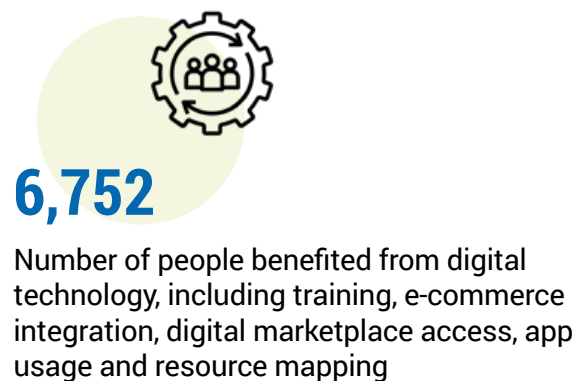 6,752
Number of people benefited from digital
technology, including training, e-commerce
integration, digital marketplace access, app
usage and resource mapping